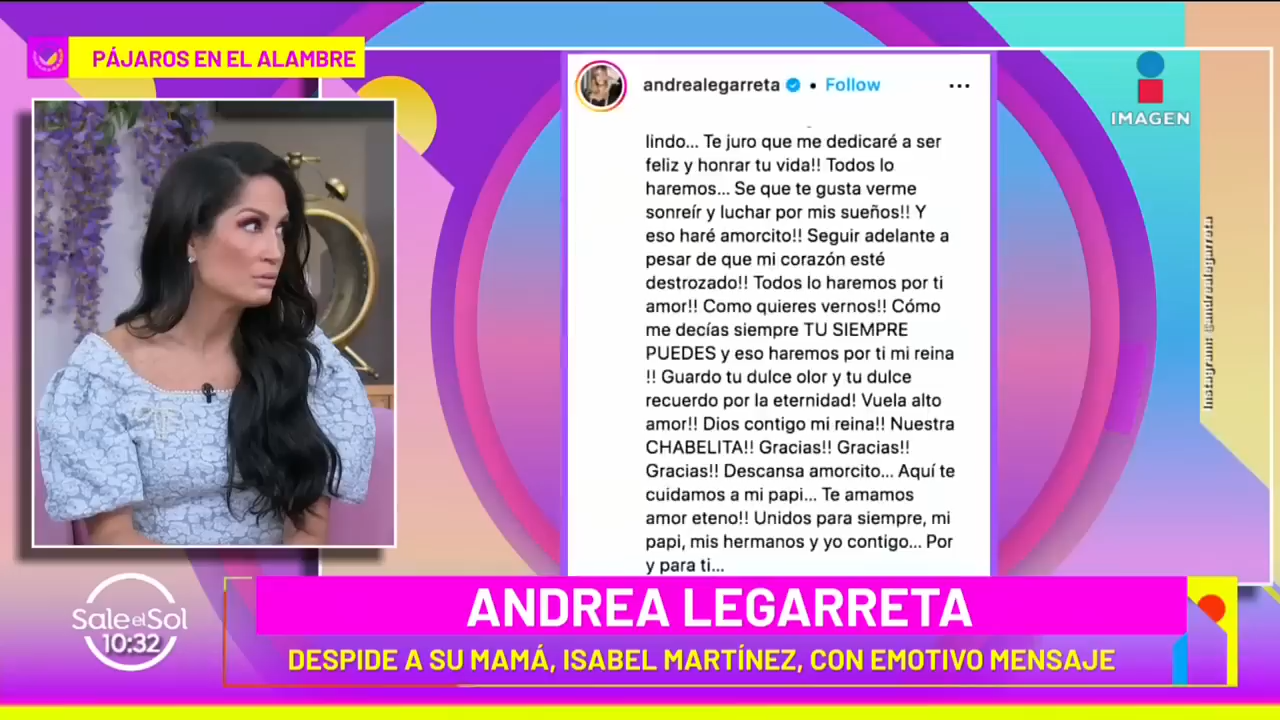 PÁJAROS EN EL ALAMBRE
andrealegarreta • Follow ...
lindo... Te juro que me dedicaré a ser
feliz y honrar tu vida!! Todos lo
haremos... Se que te gusta verme
sonreír y luchar por mis sueños!! Y
eso haré amorcito!! Seguir adelante a
pesar de que mi corazón esté
destrozado!! Todos lo haremos por ti
amor!! Como quieres vernos!! Cómo
me decías siempre TU SIEMPRE
PUEDES y eso haremos por ti mi reina
!! Guardo tu dulce olor y tu dulce
recuerdo por la eternidad! Vuela alto
amor!! Dios contigo mi reina!! Nuestra
CHABELITA!! Gracias!! Gracias!!
Gracias!! Descansa amorcito... Aquí te
cuidamos a mi papi... Te amamos
amor eteno!! Unidos para siempre, mi
papi, mis hermanos y yo contigo... Por
y para ti...
IMAGEN
Instagram: @andrealegarreta
Sale el Sol
10:32
ANDREA LEGARRETA
DESPIDE A SU MAMÁ, ISABEL MARTÍNEZ, CON EMOTIVO MENSAJE